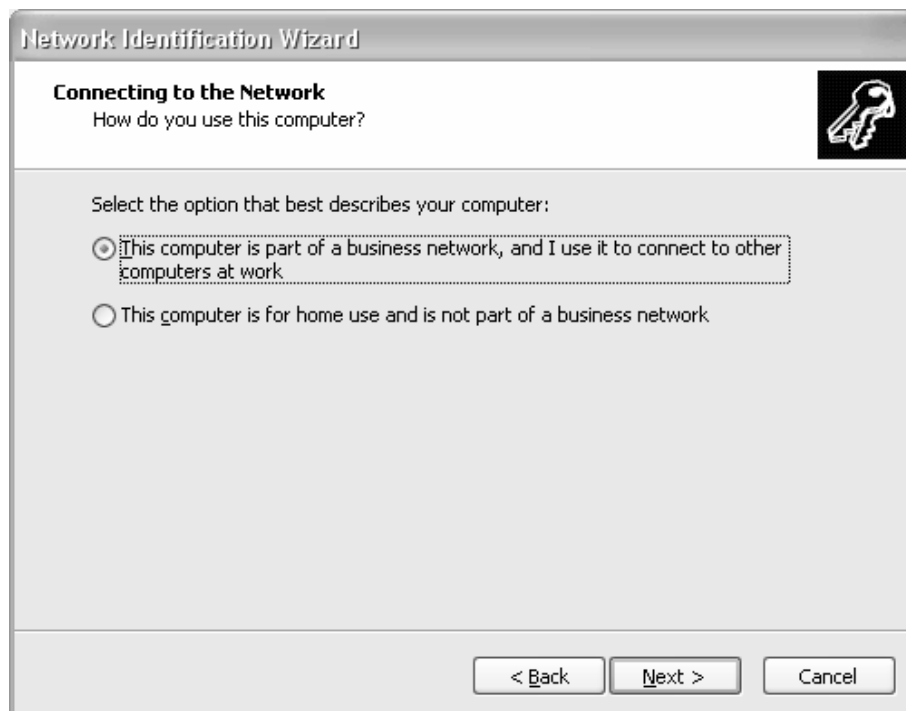 Network Identification Wizard
Connecting to the Network
How do you use this computer?
Select the option that best describes your computer:
This computer is part of a business network, and I use it to connect to other
computers at work
This computer is for home use and is not part of a business network
< Back Next > Cancel